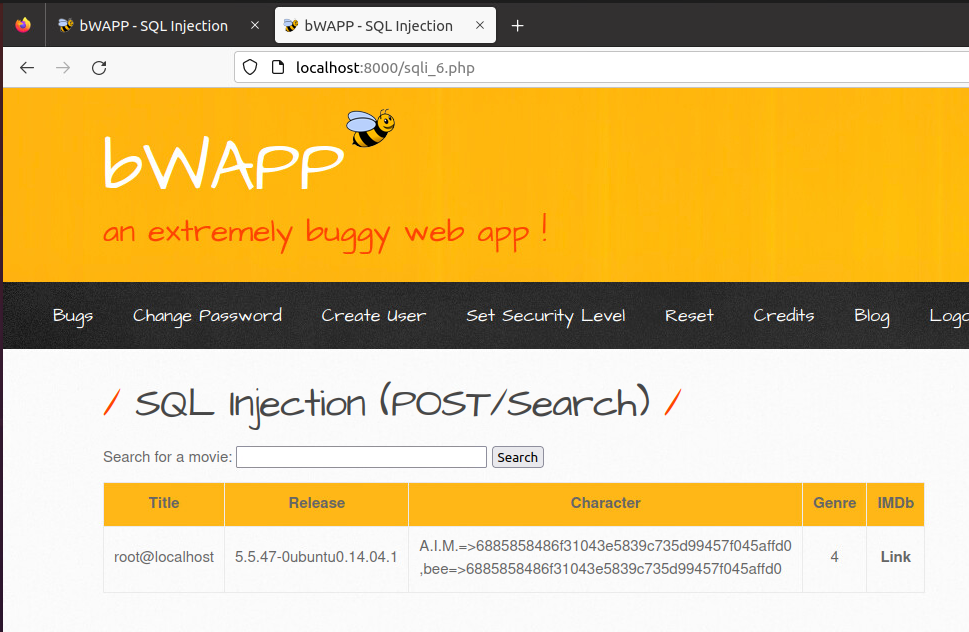 bWAPP - SQL Injection × bWAPP - SQL Injection × +
localhost:8000/sqli_6.php
bWAPP
an extremely buggy web app !
Bugs Change Password Create User Set Security Level Reset Credits Blog Logo
/ SQL Injection (POST/Search) /
Search for a movie: Search
Title Release Character Genre IMDb
root@localhost 5.5.47-0ubuntu0.14.04.1 A.I.M.=>6885858486f31043e5839c735d99457f045affd0 4 Link
,bee=>6885858486f31043e5839c735d99457f045affd0